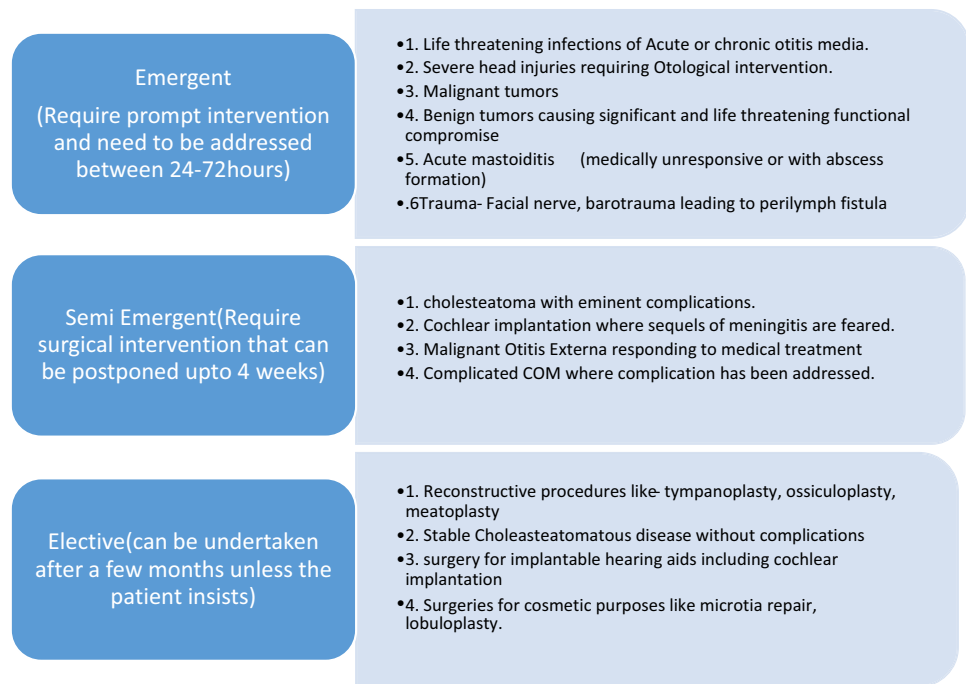 Emergent
(Require prompt intervention
and need to be addressed
between 24-72hours)
•1. Life threatening infections of Acute or chronic otitis media.
•2. Severe head injuries requiring Otological intervention.
•3. Malignant tumors
•4. Benign tumors causing significant and life threatening functional
compromise
•5. Acute mastoiditis (medically unresponsive or with abscess
formation)
•.6Trauma- Facial nerve, barotrauma leading to perilymph fistula
Semi Emergent(Require
surgical intervention that can
be postponed upto 4 weeks)
•1. cholesteatoma with eminent complications.
•2. Cochlear implantation where sequels of meningitis are feared.
•3. Malignant Otitis Externa responding to medical treatment
•4. Complicated COM where complication has been addressed.
Elective(can be undertaken
after a few months unless the
patient insists)
•1. Reconstructive procedures like- tympanoplasty, ossiculoplasty,
meatoplasty
•2. Stable Choleasteatomatous disease without complications
•3. surgery for implantable hearing aids including cochlear
implantation
•4. Surgeries for cosmetic purposes like microtia repair,
lobuloplasty.